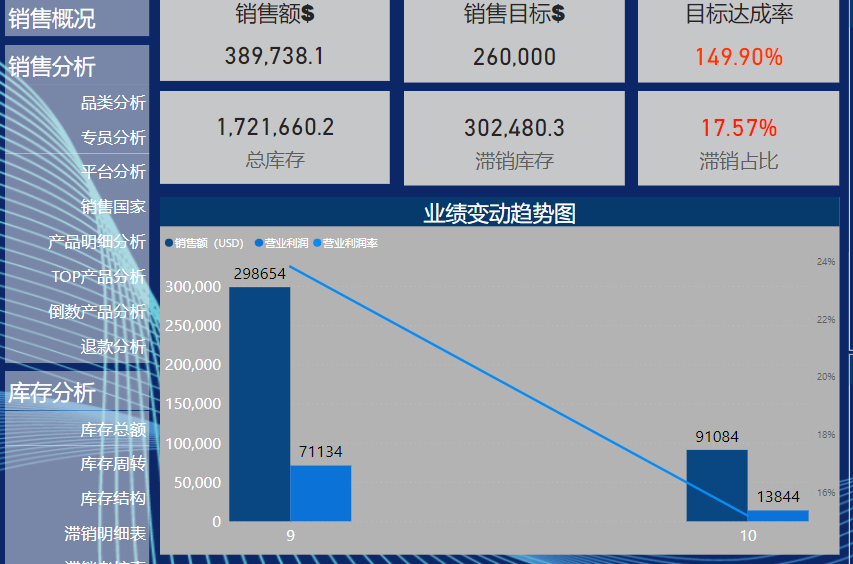 销售概况
销售分析
品类分析
专员分析
平台分析
销售国家
产品明细分析
TOP产品分析
倒数产品分析
退款分析
库存分析
库存总额
库存周转
库存结构
滞销明细表
销售额$
389,738.1
销售目标$
260,000
目标达成率
149.90%
1,721,660.2
总库存
302,480.3
滞销库存
17.57%
滞销占比
业绩变动趋势图
销售额（USD） 营业利润 营业利润率
300,000
250,000
200,000
150,000
100,000
50,000
0
298654
71134
91084
13844
9
10
24%
22%
20%
18%
16%